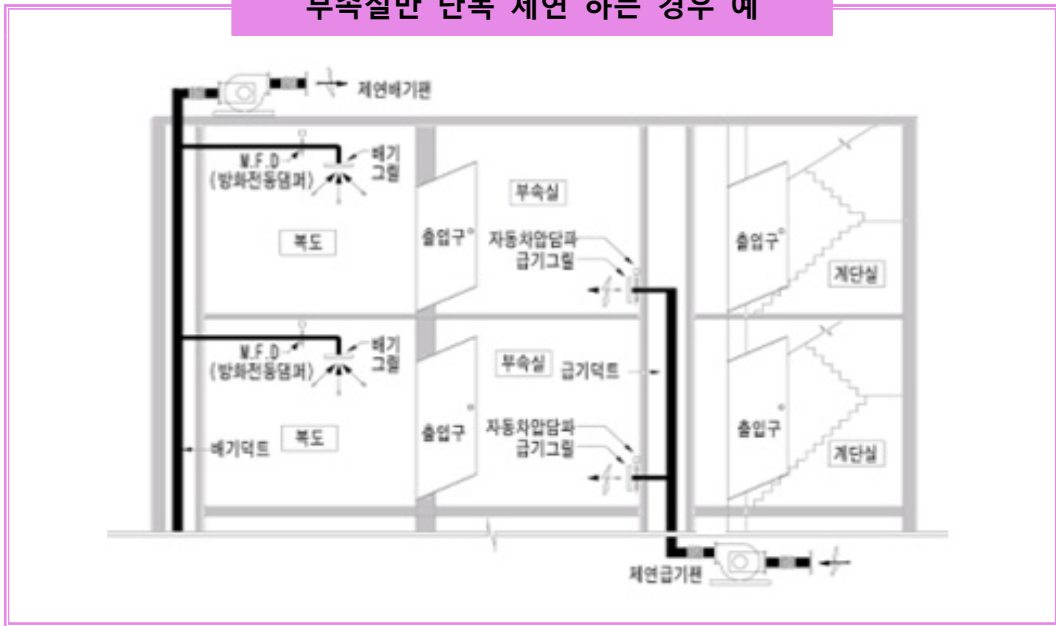 부속실만 단독 제연 하는 경우 예
제연배기팬
M.F.D
(방화전동댐퍼)
배기
그릴
부속실
복도
출입구
자동차압담파
급기그릴
출입구
계단실
M.F.D
(방화전동댐퍼)
배기
그릴
부속실
급기덕트
복도
배기덕트
출입구
자동차압담파
급기그릴
출입구
계단실
제연급기팬